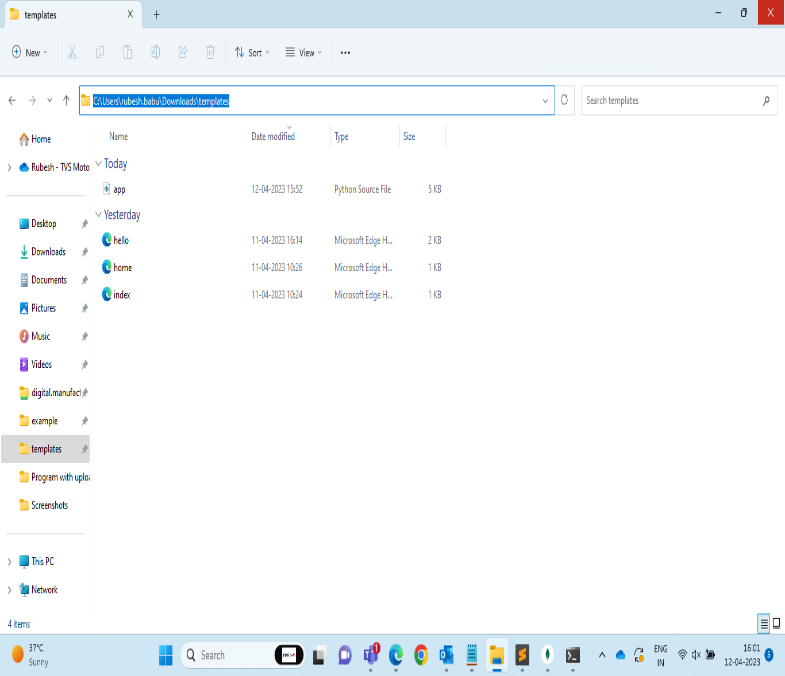 templates
New
Sort
View
C:\Users\rubesh.babu\Downloads\templates
Search templates
Name Date modified Type Size
Home
Rubesh - TVS Moto
Desktop
Downloads
Documents
Pictures
Music
Videos
digital.manufact
example
templates
Program with uploa
Screenshots
This PC
Network
Today
app 12-04-2023 15:52 Python Source File 5 KB
Yesterday
hello 11-04-2023 16:14 Microsoft Edge H... 2 KB
home 11-04-2023 10:26 Microsoft Edge H... 1 KB
index 11-04-2023 10:24 Microsoft Edge H... 1 KB
4 items
37°C
Sunny
Search
1
ENG
IN
16:01
12-04-2023
5